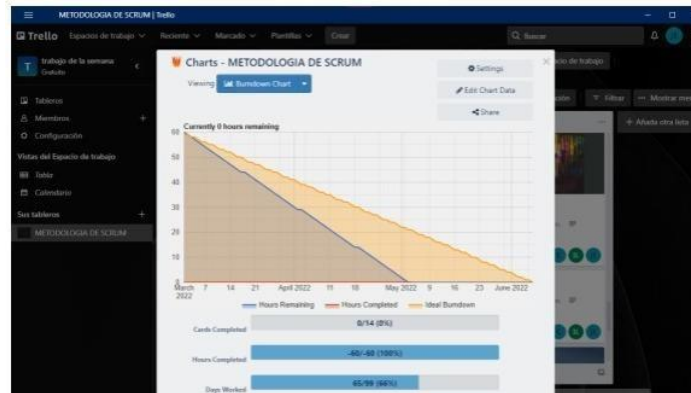 METODOLOGIA DE SCRUM | Trello
Trello Espacios de trabajo Reciente Marcado Plantillas Crear Buscar
T trabajo de la semana
Gratuito
Tableros
Miembros +
Configuración
Vistas del Espacio de trabajo
Tabla
Calendario
Sus tableros +
METODOLOGIA DE SCRUM
Charts - METODOLOGIA DE SCRUM
Viewing Burndown Chart
Settings
Edit Chart Data
Share
Currently 0 hours remaining
60
50
40
30
20
10
0
March 7 14 21 April 2022 11 18 May 2022 9 16 23 June 2022
2022
Hours Remaining Hours Completed Ideal Burndown
Cards Completed 0/14 (0%)
Hours Completed -60/-60 (100%)
Days Worked 65/99 (66%)
de trabajo
Filtrar Mostrar
+ Añada otra lista